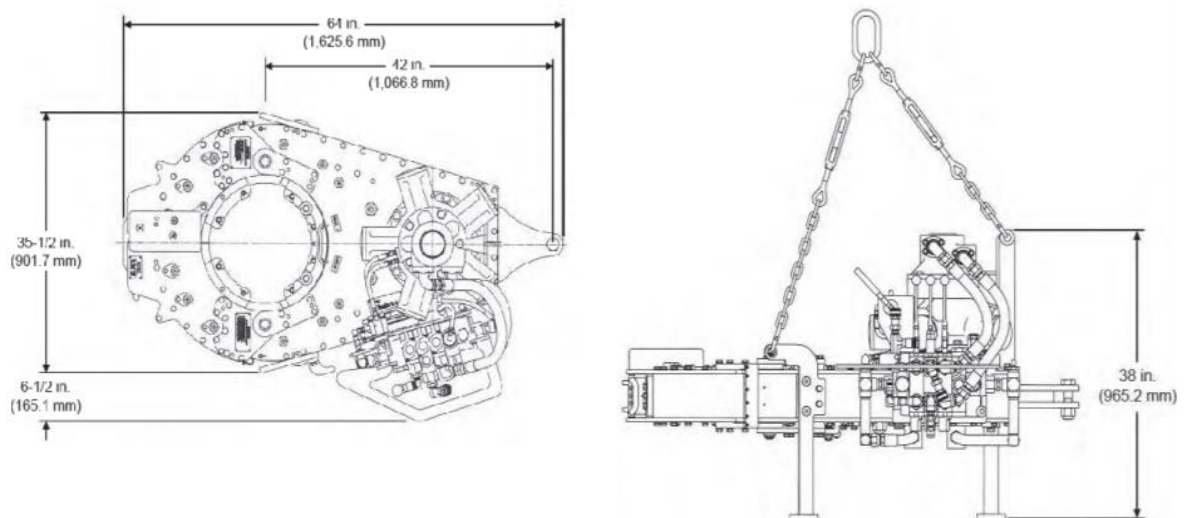 64 in.
(1,625.6 mm)
42 in.
(1,066.8 mm)
35-1/2 in.
(901.7 mm)
6-1/2 in.
(165.1 mm)
38 in.
(965.2 mm)